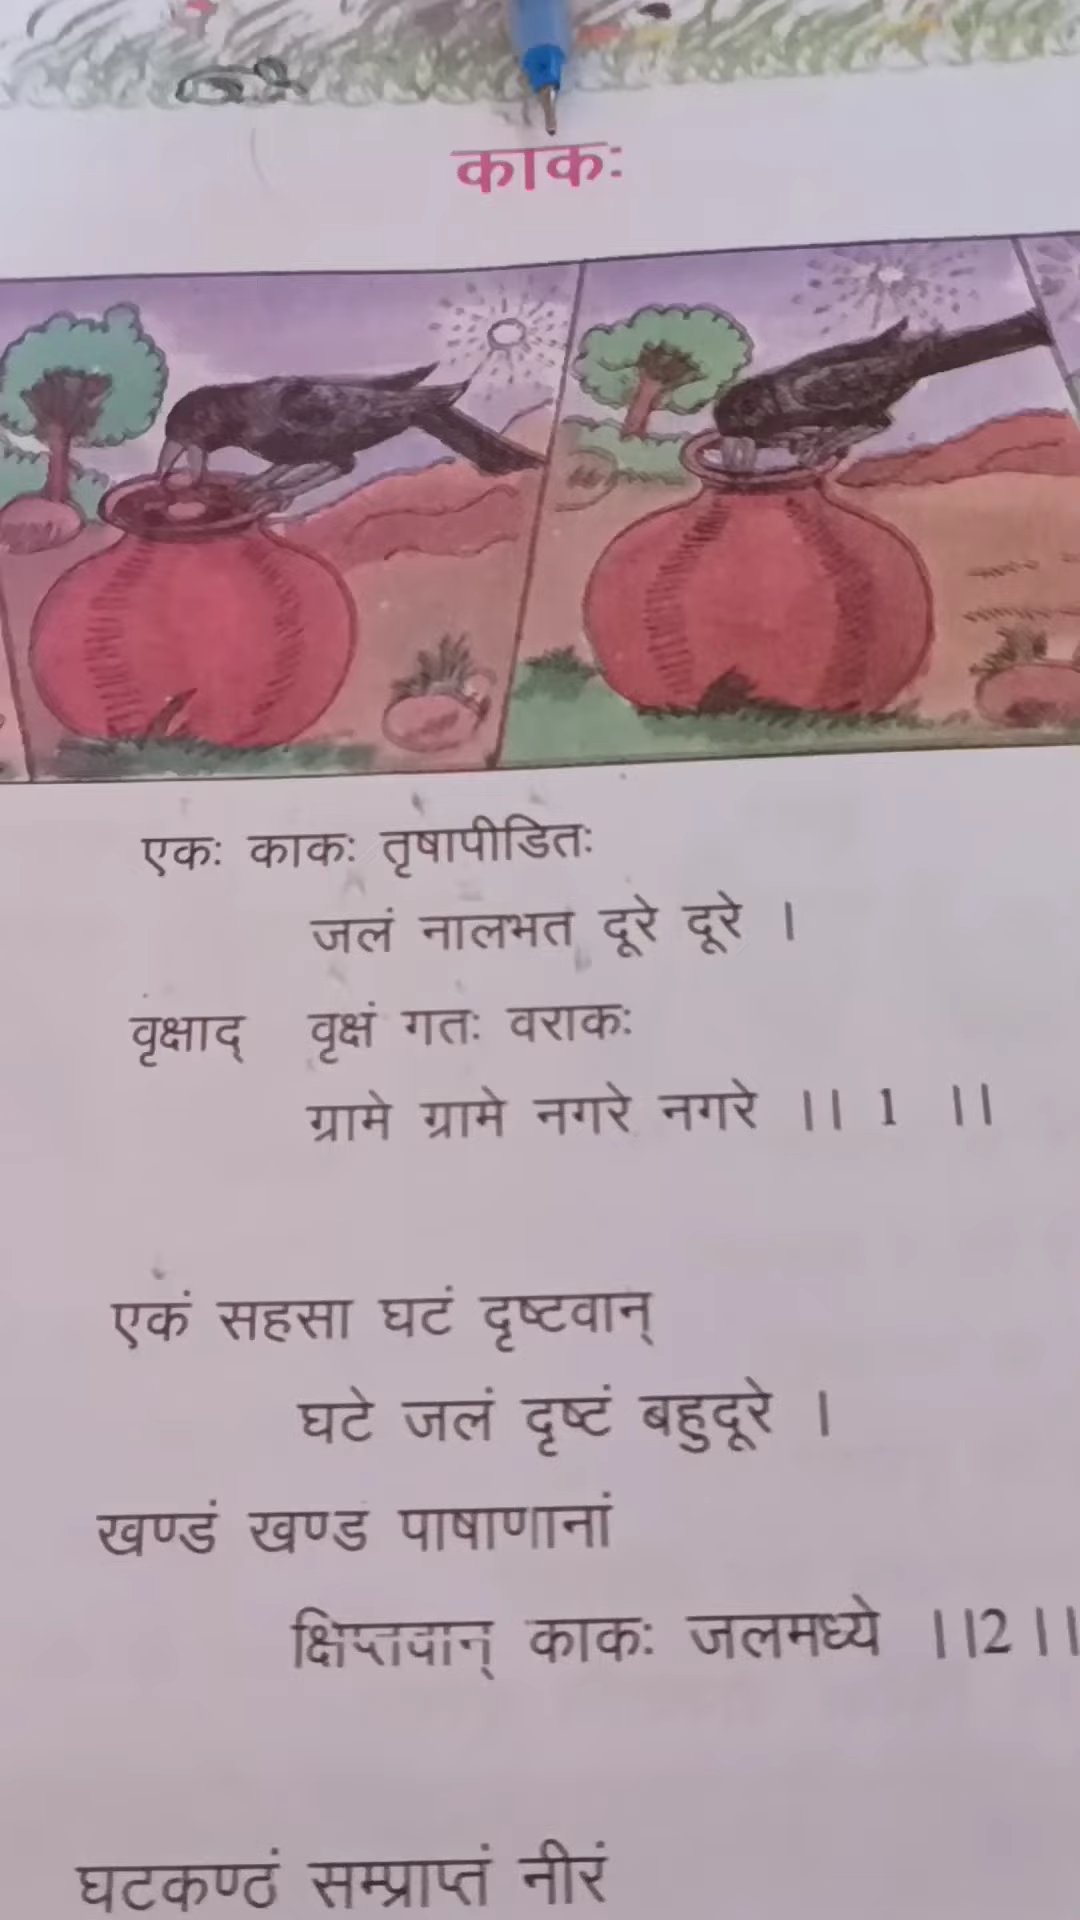 काकः
एकः काकः तृषापीडितः
जलं नालभत दूरे दूरे ।
वृक्षाद् वृक्षं गतः वराकः
ग्रामे ग्रामे नगरे नगरे ।। 1 ।।
एकं सहसा घटं दृष्टवान्
घटे जलं दृष्टं बहुदूरे ।
खण्डं खण्डं पाषाणानां
क्षिप्तवान् काकः जलमध्ये ।।2।।
घटकण्ठं सम्प्राप्तं नीरं